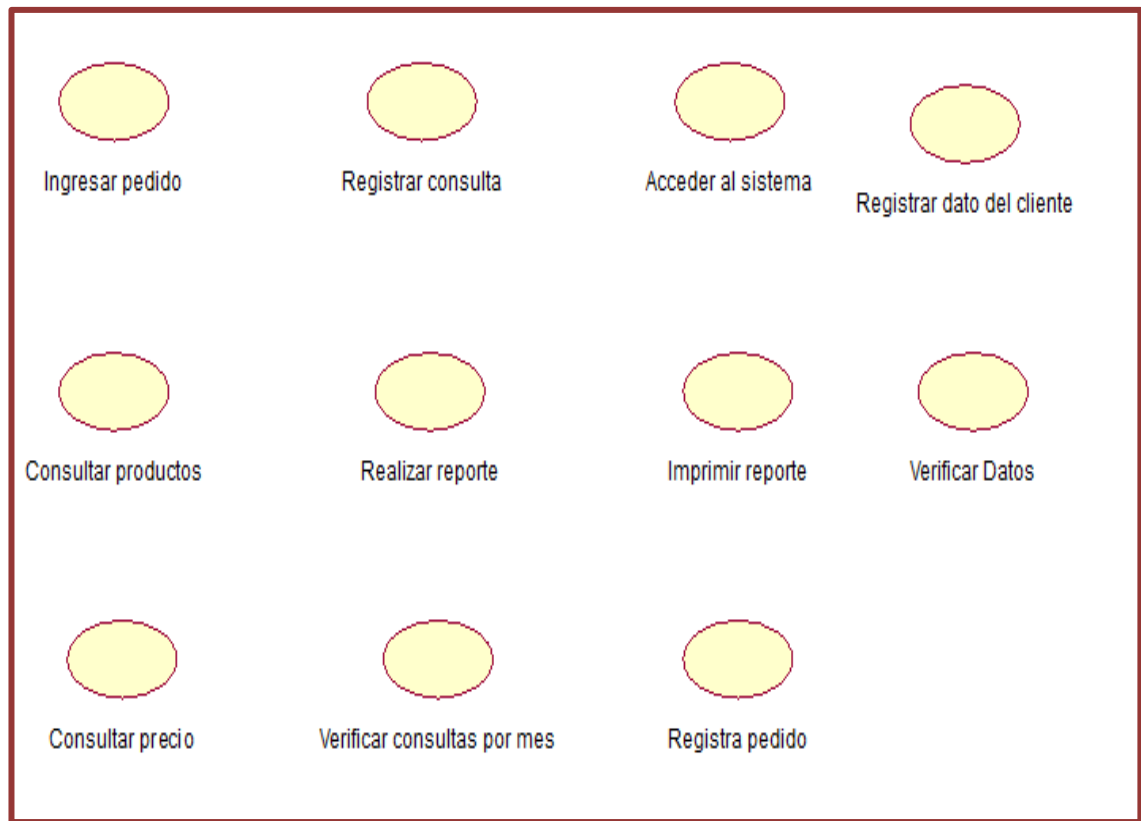 Ingresar pedido
Registrar consulta
Acceder al sistema
Registrar dato del cliente
Consultar productos
Realizar reporte
Imprimir reporte
Verificar Datos
Consultar precio
Verificar consultas por mes
Registra pedido